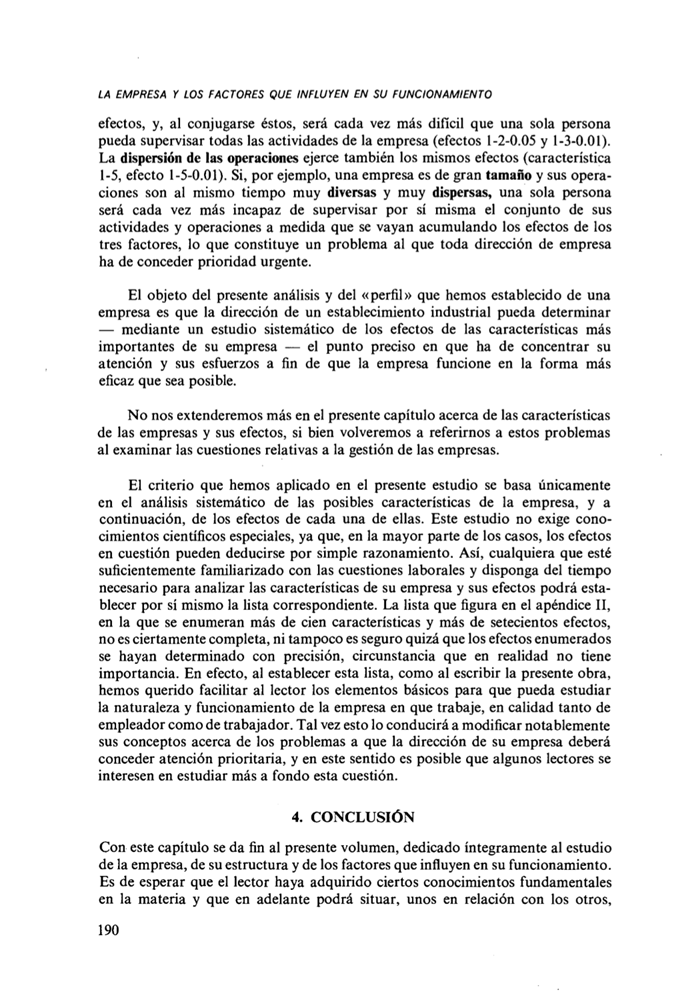 LA EMPRESA Y LOS FACTORES QUE INFLUYEN EN SU FUNCIONAMIENTO
efectos, y, al conjugarse éstos, será cada vez más difícil que una sola persona
pueda supervisar todas las actividades de la empresa (efectos 1-2-0.05 y 1-3-0.01).
La dispersión de las operaciones ejerce también los mismos efectos (característica
1-5, efecto 1-5-0.01). Si, por ejemplo, una empresa es de gran tamaño y sus opera-
ciones son al mismo tiempo muy diversas y muy dispersas, una sola persona
será cada vez más incapaz de supervisar por sí misma el conjunto de sus
actividades y operaciones a medida que se vayan acumulando los efectos de los
tres factores, lo que constituye un problema al que toda dirección de empresa
ha de conceder prioridad urgente.
El objeto del presente análisis y del «perfil» que hemos establecido de una
empresa es que la dirección de un establecimiento industrial pueda determinar
— mediante un estudio sistemático de los efectos de las características más
importantes de su empresa — el punto preciso en que ha de concentrar su
atención y sus esfuerzos a fin de que la empresa funcione en la forma más
eficaz que sea posible.
No nos extenderemos más en el presente capítulo acerca de las características
de las empresas y sus efectos, si bien volveremos a referirnos a estos problemas
al examinar las cuestiones relativas a la gestión de las empresas.
El criterio que hemos aplicado en el presente estudio se basa únicamente
en el análisis sistemático de las posibles características de la empresa, y a
continuación, de los efectos de cada una de ellas. Este estudio no exige cono-
cimientos científicos especiales, ya que, en la mayor parte de los casos, los efectos
en cuestión pueden deducirse por simple razonamiento. Así, cualquiera que esté
suficientemente familiarizado con las cuestiones laborales y disponga del tiempo
necesario para analizar las características de su empresa y sus efectos podrá esta-
blecer por sí mismo la lista correspondiente. La lista que figura en el apéndice II,
en la que se enumeran más de cien características y más de setecientos efectos,
no es ciertamente completa, ni tampoco es seguro quizá que los efectos enumerados
se hayan determinado con precisión, circunstancia que en realidad no tiene
importancia. En efecto, al establecer esta lista, como al escribir la presente obra,
hemos querido facilitar al lector los elementos básicos para que pueda estudiar
la naturaleza y funcionamiento de la empresa en que trabaje, en calidad tanto de
empleador como de trabajador. Tal vez esto lo conducirá a modificar notablemente
sus conceptos acerca de los problemas a que la dirección de su empresa deberá
conceder atención prioritaria, y en este sentido es posible que algunos lectores se
interesen en estudiar más a fondo esta cuestión.
4. CONCLUSIÓN
Con este capítulo se da fin al presente volumen, dedicado íntegramente al estudio
de la empresa, de su estructura y de los factores que influyen en su funcionamiento.
Es de esperar que el lector haya adquirido ciertos conocimientos fundamentales
en la materia y que en adelante podrá situar, unos en relación con los otros,
190